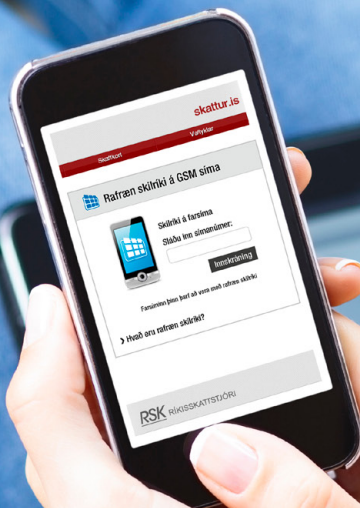 skattur.is
Skattkort Veflyklar
Rafræn skilríki á GSM síma
Skilríki á farsíma
Sláðu inn símanúmer:
Innskráning
Farsíminn þinn þarf að vera með rafræn skilríki
Hvað eru rafræn skilríki?
RSK RÍKISSKATTSTJÓRI